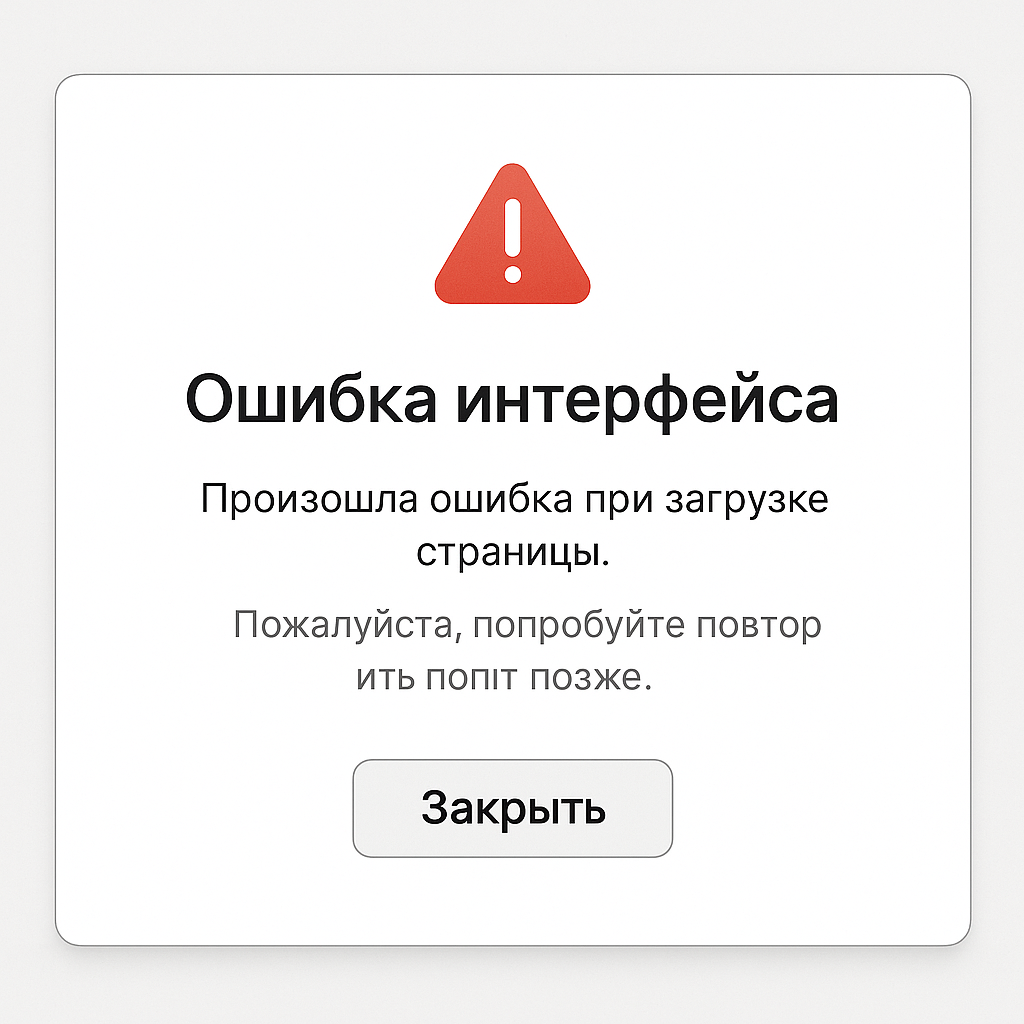 Ошибка интерфейса
Произошла ошибка при загрузке
страницы.
Пожалуйста, попробуйте повтор
ить попіт позже.
Закрыть